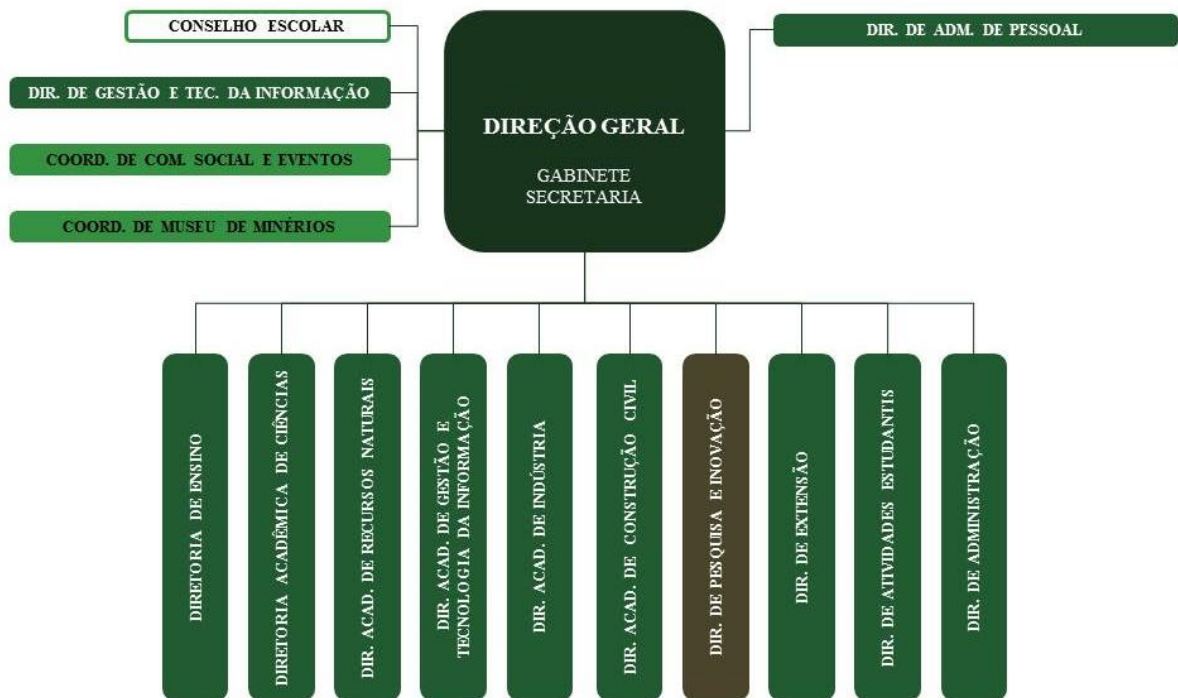 CONSELHO ESCOLAR
DIR. DE GESTÃO E TEC. DA INFORMAÇÃO
COORD. DE COM. SOCIAL E EVENTOS
COORD. DE MUSEU DE MINÉRIOS
DIREÇÃO GERAL
GABINETE
SECRETARIA
DIR. DE ADM. DE PESSOAL
DIRETORIA DE ENSINO
DIRETORIA ACADÊMICA DE CIÊNCIAS
DIR. ACAD. DE RECURSOS NATURAIS
DIR. ACAD. DE GESTÃO E
TECNOLOGIA DA INFORMAÇÃO
DIR. ACAD. DE INDÚSTRIA
DIR. ACAD. DE CONSTRUÇÃO CIVIL
DIR. DE PESQUISA E INOVAÇÃO
DIR. DE EXTENSÃO
DIR. DE ATIVIDADES ESTUDANTIS
DIR. DE ADMINISTRAÇÃO